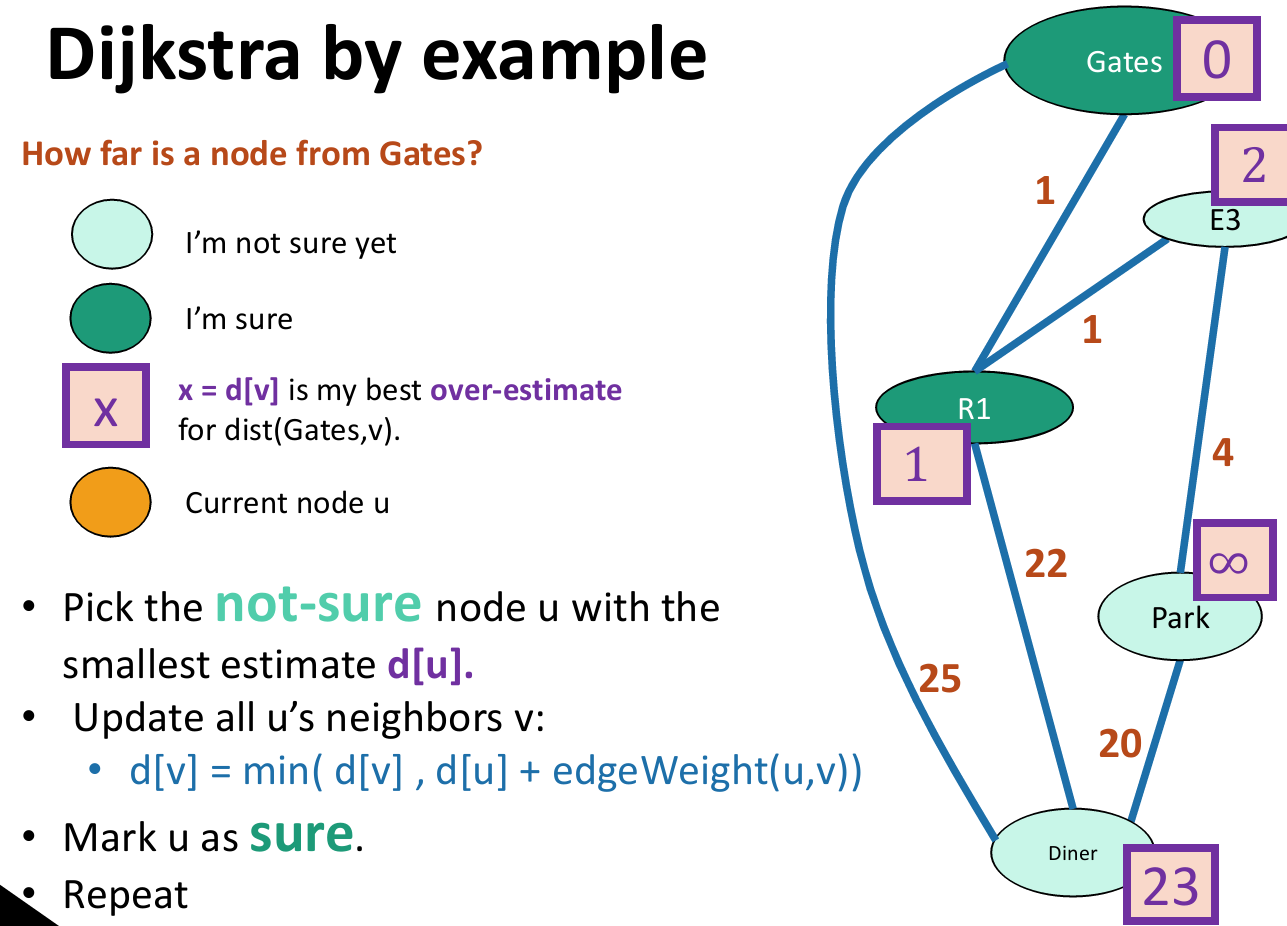 Dijkstra by example
How far is a node from Gates?
I'm not sure yet
I'm sure
x
x = d[v] is my best over-estimate
for dist(Gates,v).
Current node u
• Pick the not-sure node u with the
smallest estimate d[u].
• Update all u's neighbors v:
• d[v] = min( d[v] , d[u] + edgeWeight(u,v))
• Mark u as sure.
• Repeat
Gates
0
2
E3
1
1
R1
1
4
22
∞
Park
25
20
Diner
23